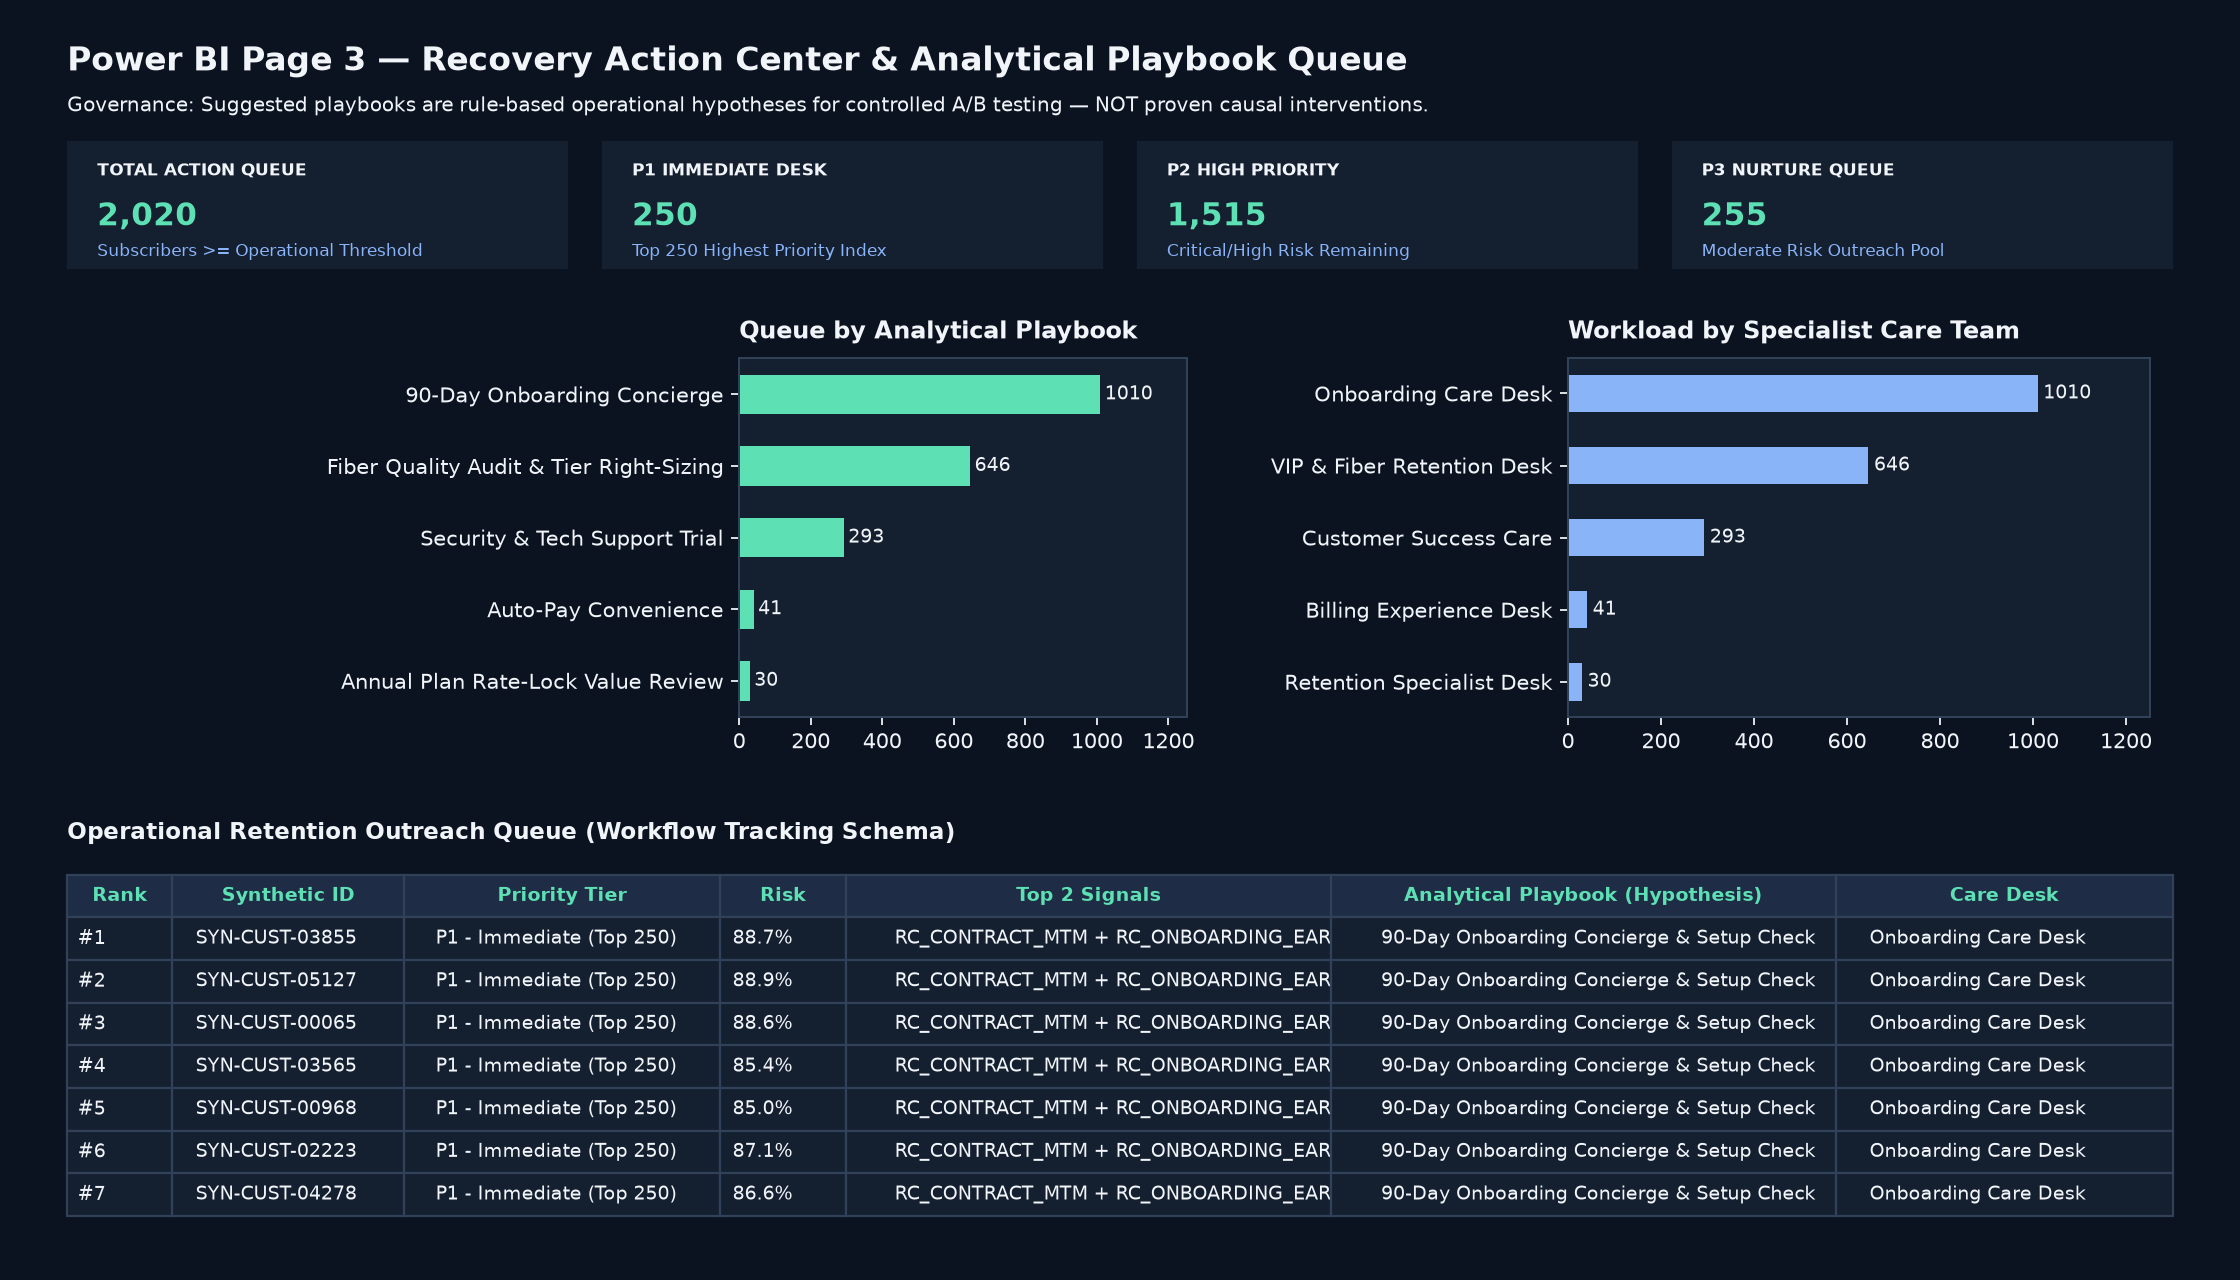 Power BI Page 3 — Recovery Action Center & Analytical Playbook Queue
Governance: Suggested playbooks are rule-based operational hypotheses for controlled A/B testing — NOT proven causal interventions.
TOTAL ACTION QUEUE
2,020
Subscribers >= Operational Threshold
P1 IMMEDIATE DESK
250
Top 250 Highest Priority Index
P2 HIGH PRIORITY
1,515
Critical/High Risk Remaining
P3 NURTURE QUEUE
255
Moderate Risk Outreach Pool
Queue by Analytical Playbook
90-Day Onboarding Concierge 1010
Fiber Quality Audit & Tier Right-Sizing 646
Security & Tech Support Trial 293
Auto-Pay Convenience 41
Annual Plan Rate-Lock Value Review 30
0 200 400 600 800 1000 1200
Workload by Specialist Care Team
Onboarding Care Desk 1010
VIP & Fiber Retention Desk 646
Customer Success Care 293
Billing Experience Desk 41
Retention Specialist Desk 30
0 200 400 600 800 1000 1200
Operational Retention Outreach Queue (Workflow Tracking Schema)
Rank Synthetic ID Priority Tier Risk Top 2 Signals Analytical Playbook (Hypothesis) Care Desk
#1 SYN-CUST-03855 P1 - Immediate (Top 250) 88.7% RC_CONTRACT_MTM + RC_ONBOARDING_EAR 90-Day Onboarding Concierge & Setup Check Onboarding Care Desk
#2 SYN-CUST-05127 P1 - Immediate (Top 250) 88.9% RC_CONTRACT_MTM + RC_ONBOARDING_EAR 90-Day Onboarding Concierge & Setup Check Onboarding Care Desk
#3 SYN-CUST-00065 P1 - Immediate (Top 250) 88.6% RC_CONTRACT_MTM + RC_ONBOARDING_EAR 90-Day Onboarding Concierge & Setup Check Onboarding Care Desk
#4 SYN-CUST-03565 P1 - Immediate (Top 250) 85.4% RC_CONTRACT_MTM + RC_ONBOARDING_EAR 90-Day Onboarding Concierge & Setup Check Onboarding Care Desk
#5 SYN-CUST-00968 P1 - Immediate (Top 250) 85.0% RC_CONTRACT_MTM + RC_ONBOARDING_EAR 90-Day Onboarding Concierge & Setup Check Onboarding Care Desk
#6 SYN-CUST-02223 P1 - Immediate (Top 250) 87.1% RC_CONTRACT_MTM + RC_ONBOARDING_EAR 90-Day Onboarding Concierge & Setup Check Onboarding Care Desk
#7 SYN-CUST-04278 P1 - Immediate (Top 250) 86.6% RC_CONTRACT_MTM + RC_ONBOARDING_EAR 90-Day Onboarding Concierge & Setup Check Onboarding Care Desk